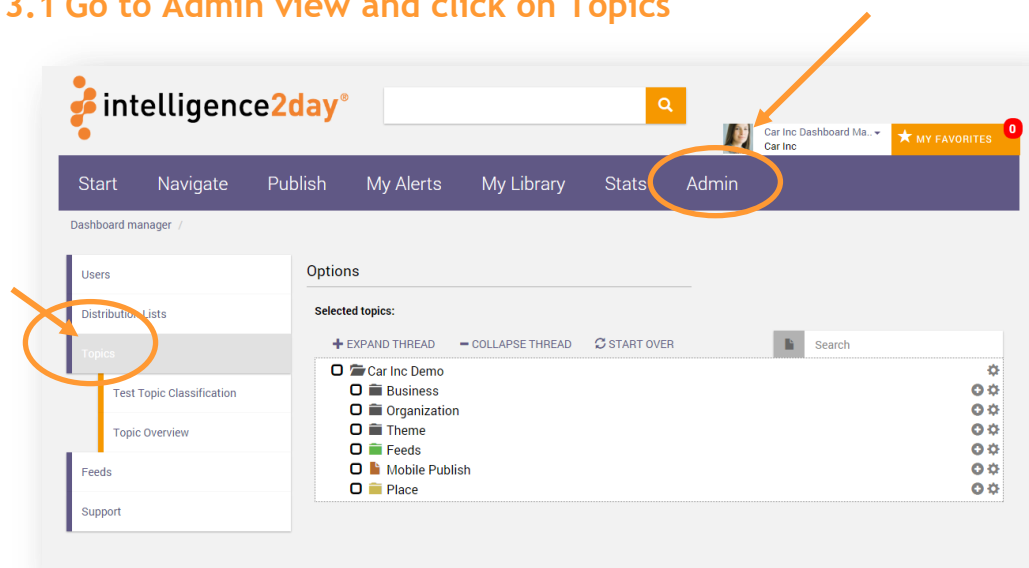 3.1 Go to Admin view and click on Topics
intelligence2day®
Car Inc Dashboard Ma..
Car Inc
MY FAVORITES
0
Start Navigate Publish My Alerts My Library Stats Admin
Dashboard manager /
Users
Distribution Lists
Topics
Test Topic Classification
Topic Overview
Feeds
Support
Options
Selected topics:
EXPAND THREAD COLLAPSE THREAD START OVER Search
Car Inc Demo
Business
Organization
Theme
Feeds
Mobile Publish
Place